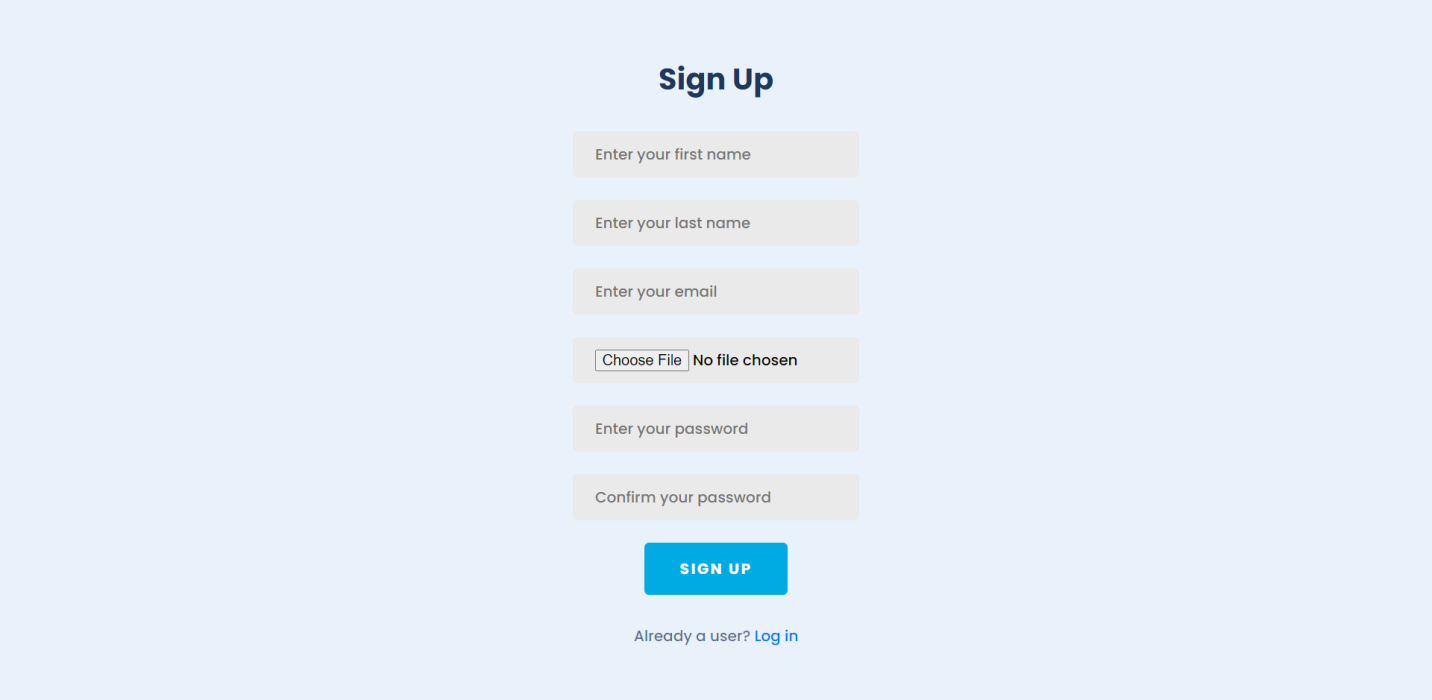 Sign Up
Enter your first name
Enter your last name
Enter your email
Choose File No file chosen
Enter your password
Confirm your password
SIGN UP
Already a user? Log in